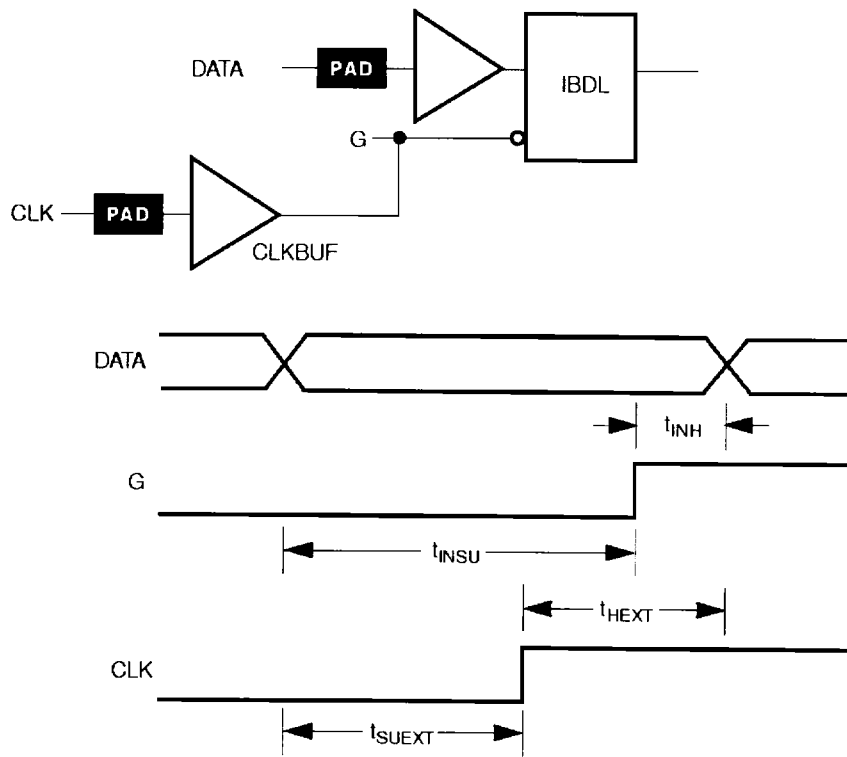 DATA PAD IBDL
G
CLK PAD
CLKBUF
DATA
tINH
G
tINSU
tHEXT
CLK
tSUEXT